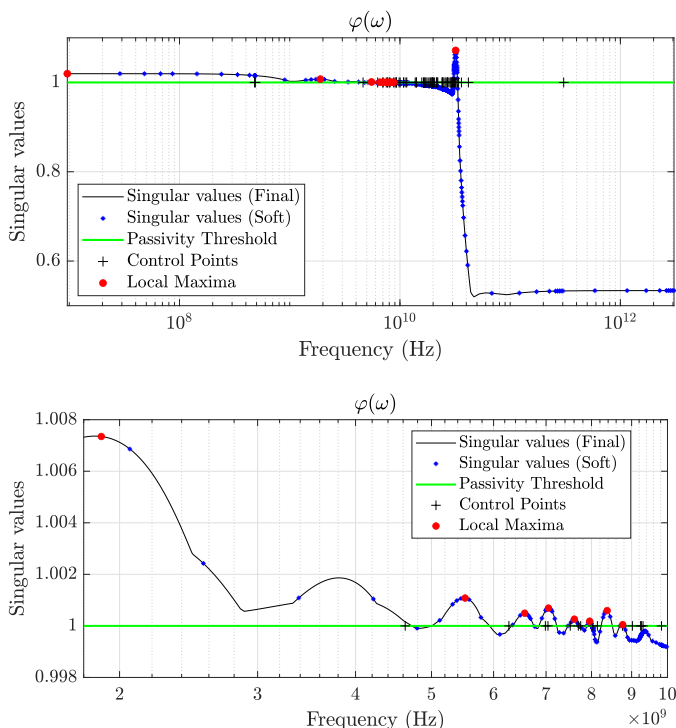 φ(ω)
1
0.8
0.6
Singular values
Singular values (Final)
Singular values (Soft)
Passivity Threshold
Control Points
Local Maxima
10^8
10^10
10^12
Frequency (Hz)
φ(ω)
1.008
1.006
1.004
1.002
1
0.998
Singular values
Singular values (Final)
Singular values (Soft)
Passivity Threshold
Control Points
Local Maxima
2 3 4 5 6 7 8 9 10
×10^9
Frequency (Hz)